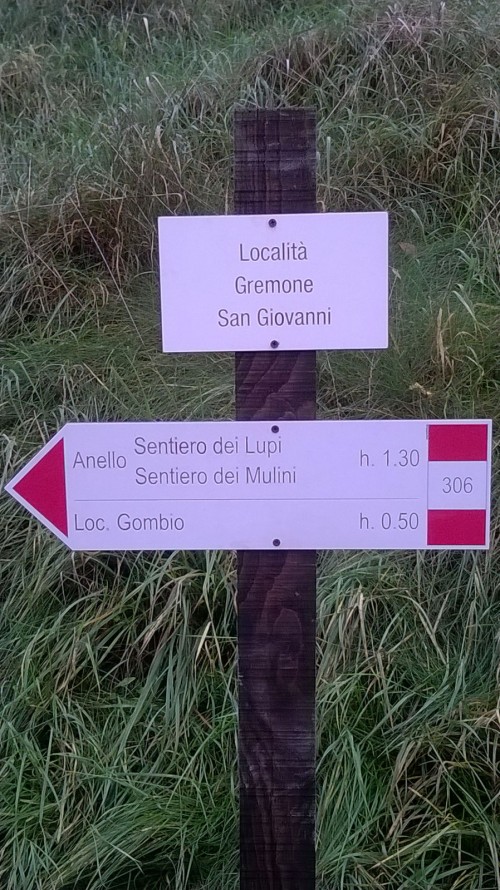 Località
Gremone
San Giovanni
Anello Sentiero dei Lupi h. 1.30
Sentiero dei Mulini
306
Loc. Gombio h. 0.50